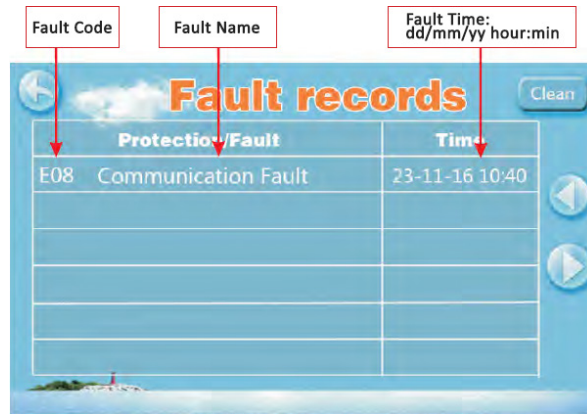 Fault Code
Fault Name
Fault Time:
dd/mm/yy hour:min
Fault records
Clean
Protection/Fault
Time
E08 Communication Fault
23-11-16 10:40